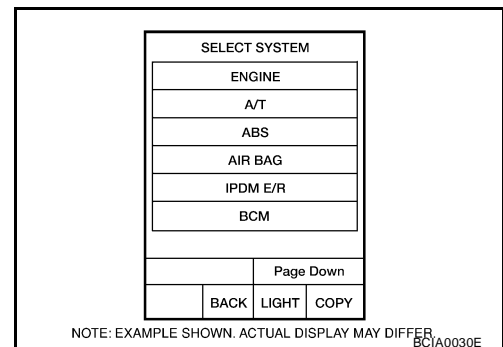 SELECT SYSTEM
ENGINE
A/T
ABS
AIR BAG
IPDM E/R
BCM
Page Down
BACK LIGHT COPY
NOTE: EXAMPLE SHOWN. ACTUAL DISPLAY MAY DIFFER.
BCIA0030E